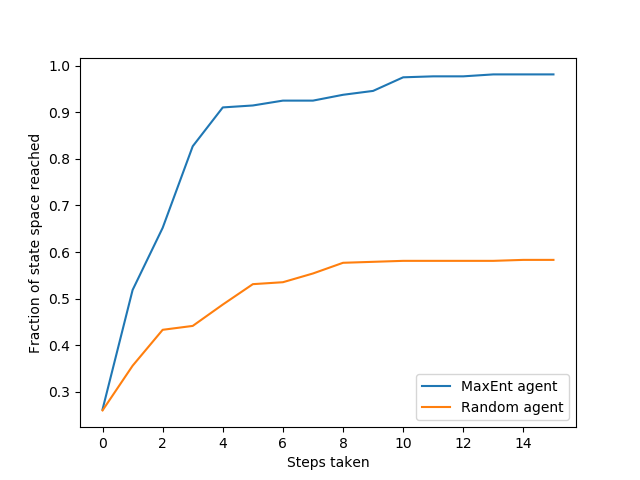 1.0
0.9
0.8
0.7
0.6
0.5
0.4
0.3
Fraction of state space reached
MaxEnt agent
Random agent
0 2 4 6 8 10 12 14
Steps taken